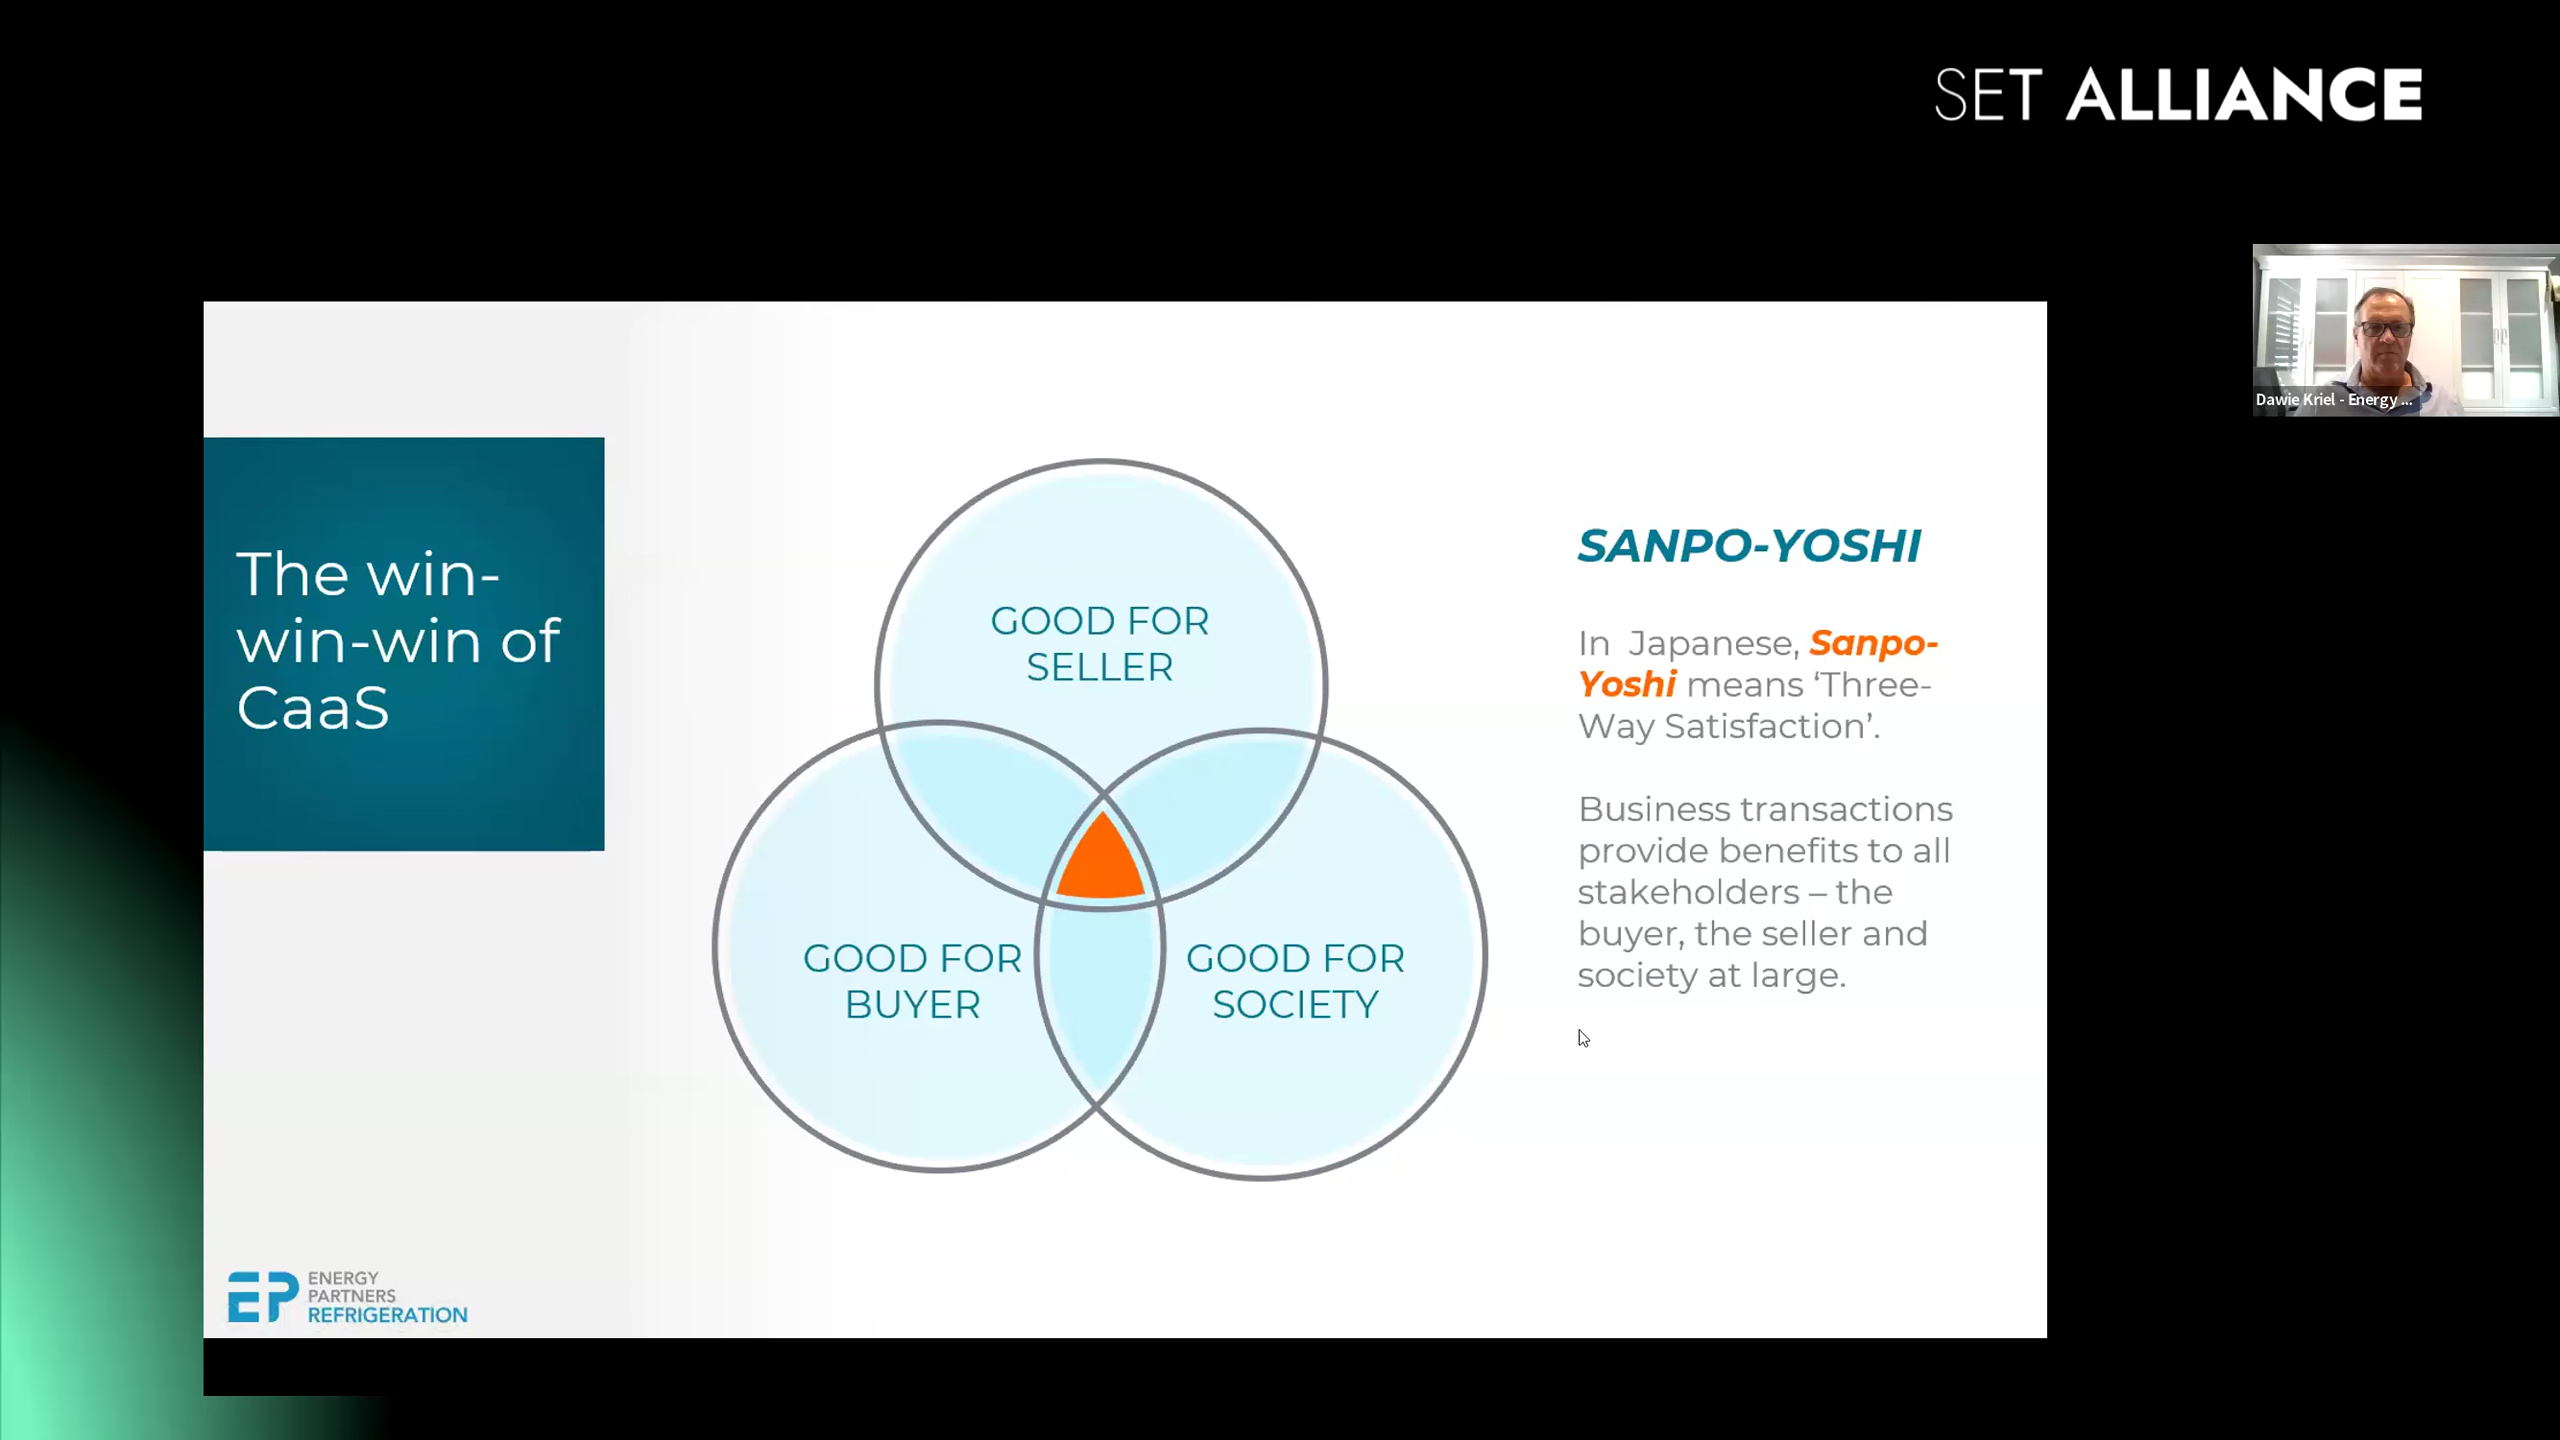 SET ALLIANCE
Dawie Kriel - Energy ...
The win-
win-win of
CaaS
GOOD FOR
SELLER
GOOD FOR
BUYER
GOOD FOR
SOCIETY
SANPO-YOSHI
In Japanese, Sanpo-
Yoshi means ‘Three-
Way Satisfaction’.
Business transactions
provide benefits to all
stakeholders – the
buyer, the seller and
society at large.
EP
ENERGY
PARTNERS
REFRIGERATION